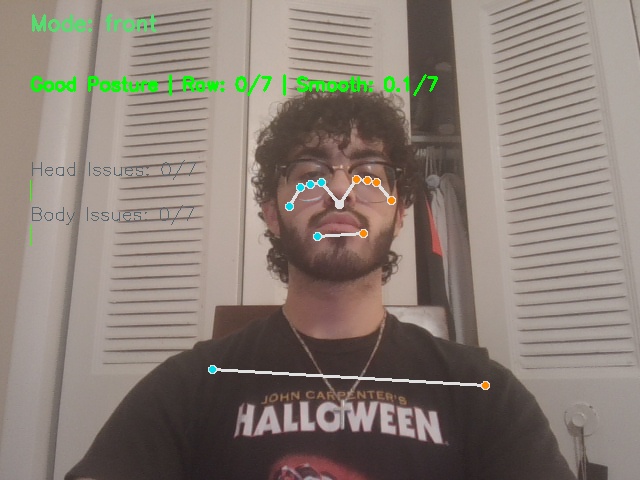 Mode: front
Good Posture | Raw: 0/7 | Smooth: 0.1/7
Head Issues: 0/7
Body Issues: 0/7
JOHN CARPENTER'S
HALLOWEEN